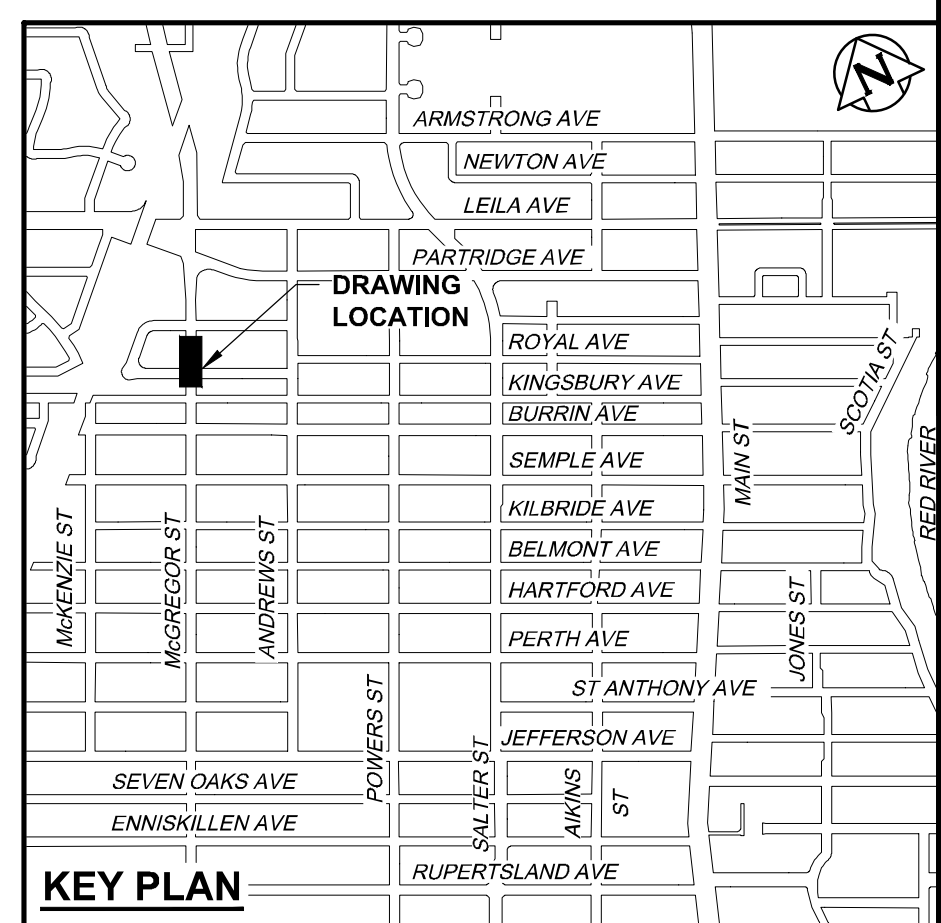 N
ARMSTRONG AVE
NEWTON AVE
LEILA AVE
PARTRIDGE AVE
DRAWING
LOCATION
ROYAL AVE
KINGSBURY AVE
BURRIN AVE
SEMPLE AVE
KILBRIDE AVE
BELMONT AVE
HARTFORD AVE
PERTH AVE
ST ANTHONY AVE
JEFFERSON AVE
SEVEN OAKS AVE
ENNISKILLEN AVE
RUPERTSLAND AVE
McKENZIE ST
McGREGOR ST
ANDREWS ST
POWERS ST
SALTER ST
AIKINS
ST
MAIN ST
JONES ST
SCOTIA ST
RED RIVER
KEY PLAN